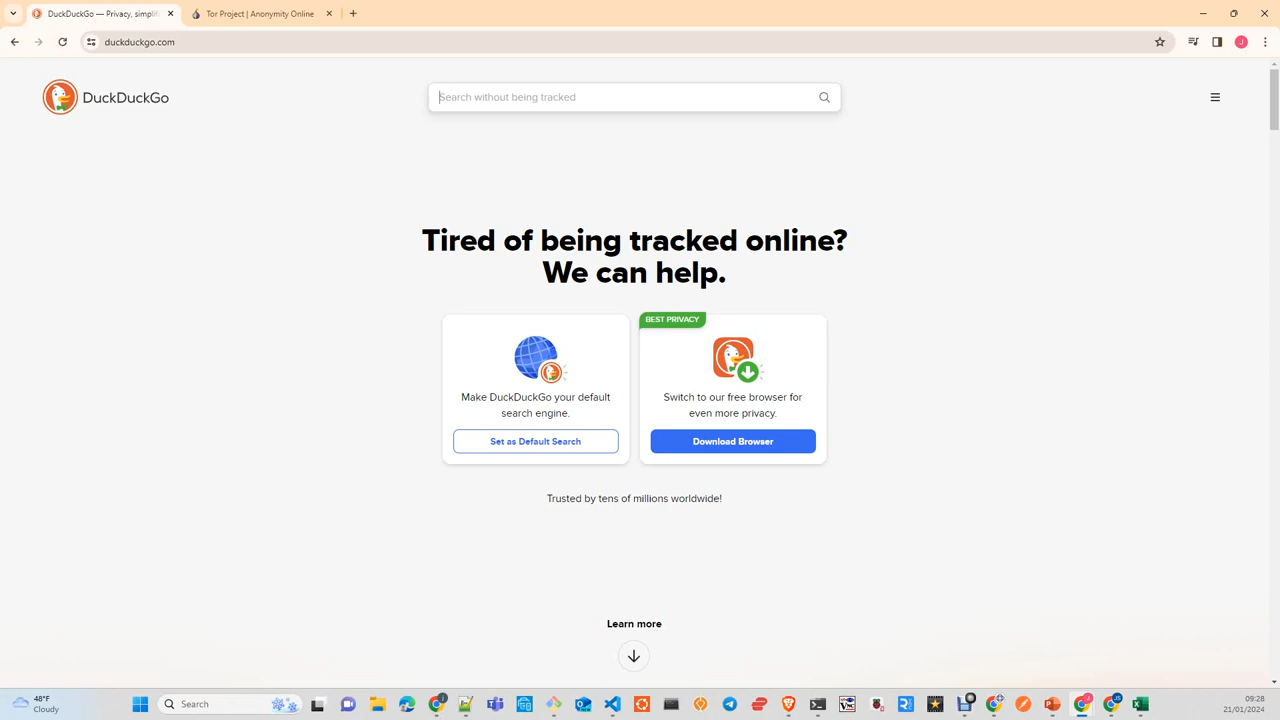 DuckDuckGo — Privacy, simplif
Tor Project | Anonymity Online
duckduckgo.com
J
DuckDuckGo
Search without being tracked
Tired of being tracked online?
We can help.
BEST PRIVACY
Make DuckDuckGo your default
search engine.
Set as Default Search
Switch to our free browser for
even more privacy.
Download Browser
Trusted by tens of millions worldwide!
Learn more
48°F
Cloudy
Search
09:28
21/01/2024